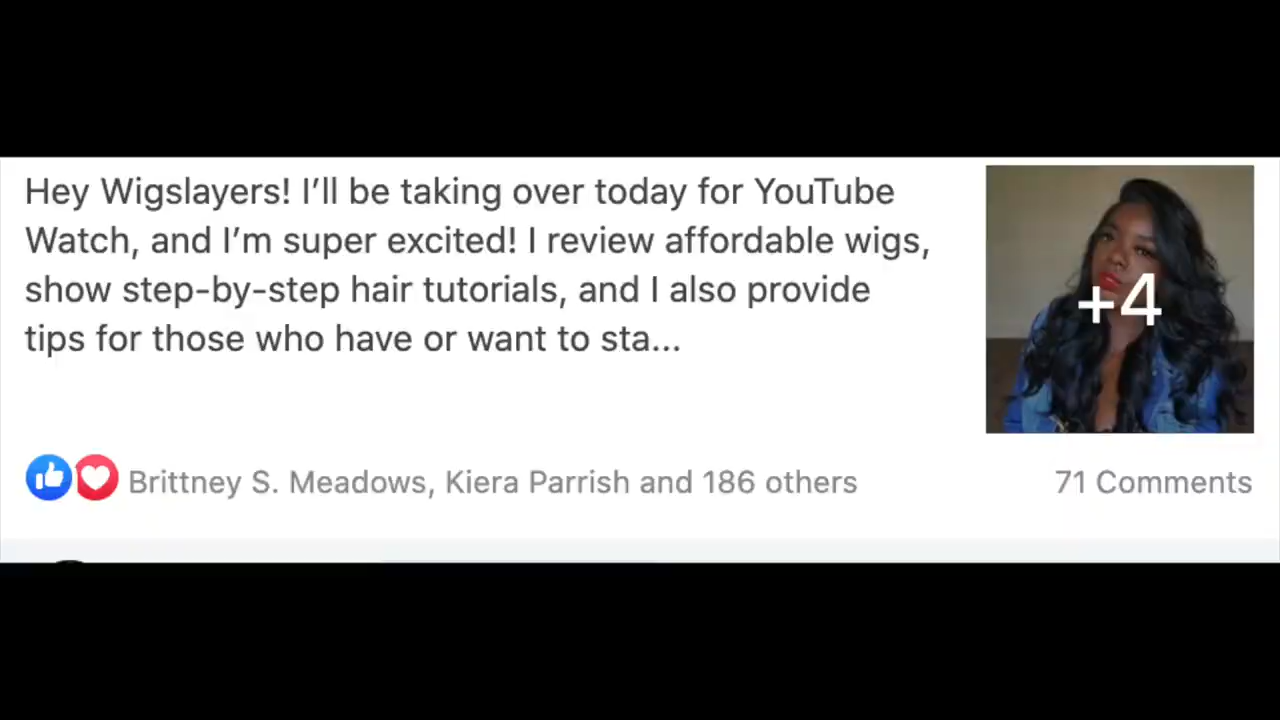 Hey Wigslayers! I’ll be taking over today for YouTube
Watch, and I’m super excited! I review affordable wigs,
show step-by-step hair tutorials, and I also provide
tips for those who have or want to sta...
+4
Brittney S. Meadows, Kiera Parrish and 186 others
71 Comments